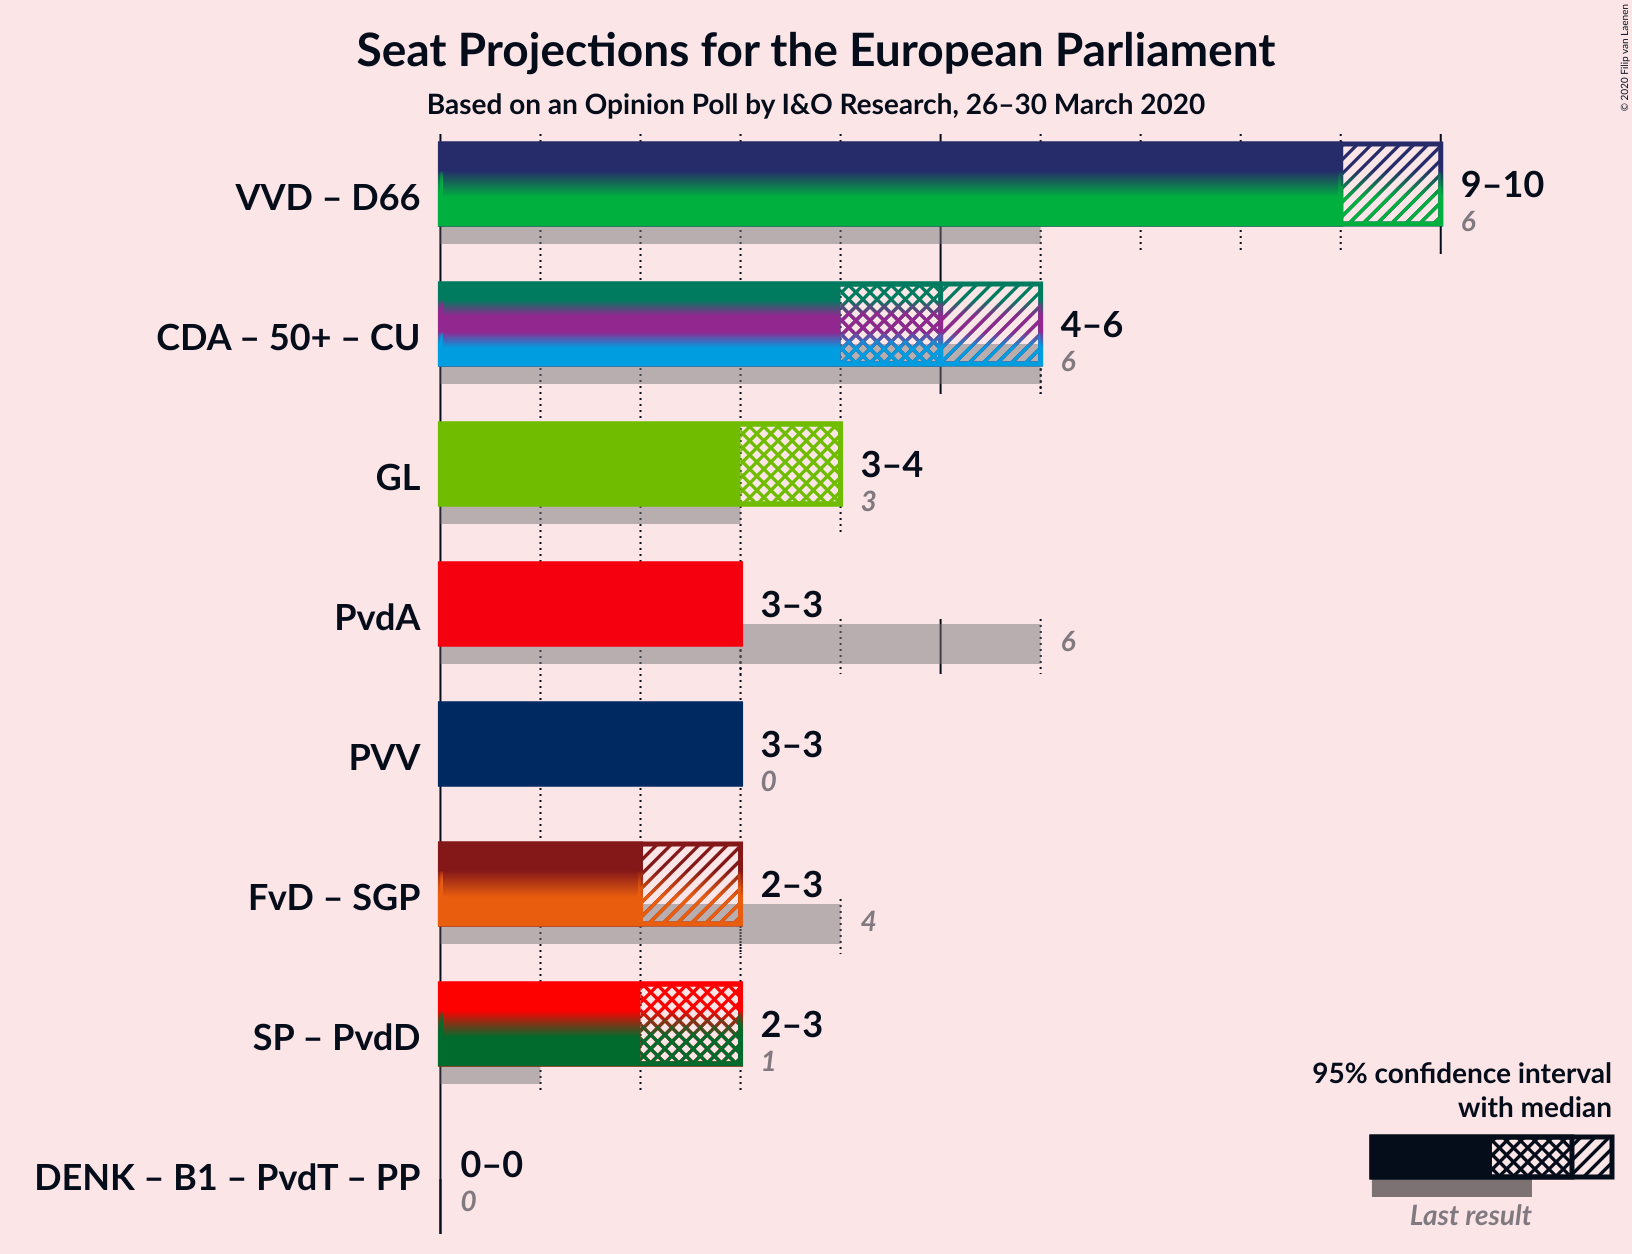 Seat Projections for the European Parliament
Based on an Opinion Poll by I&O Research, 26–30 March 2020
© 2020 Filip van Laenen
VVD – D66
9–10
6
CDA – 50+ – CU
4–6
6
GL
3–4
3
PvdA
3–3
6
PVV
3–3
0
FvD – SGP
2–3
4
SP – PvdD
2–3
1
DENK – B1 – PvdT – PP
0–0
0
95% confidence interval
with median
Last result